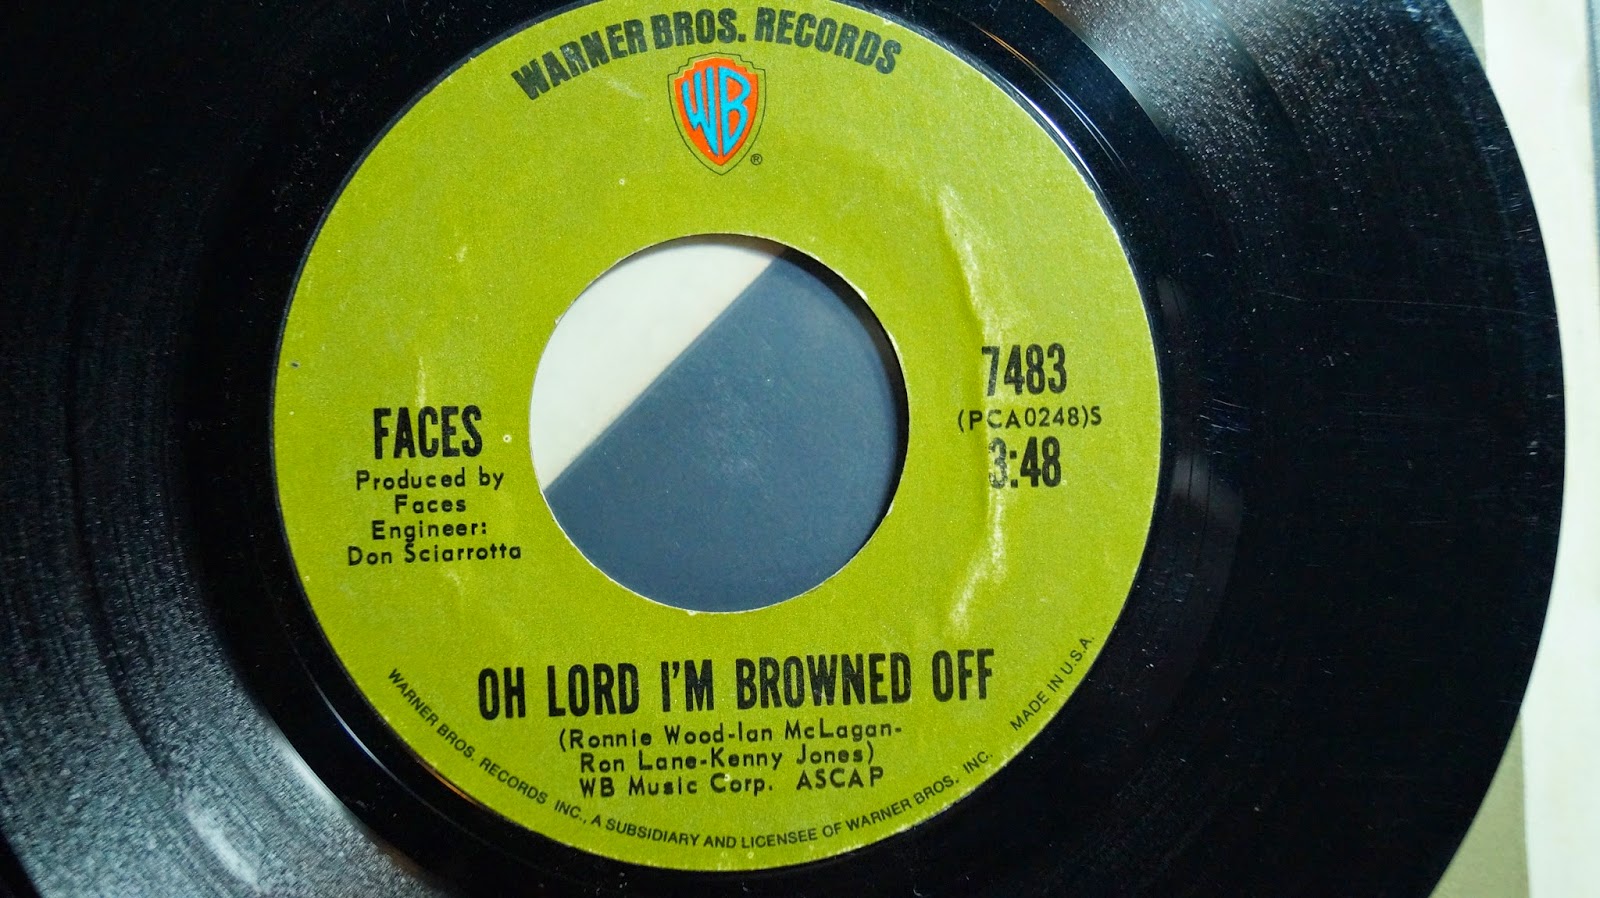 WARNER BROS. RECORDS
WB
®
7483
(PCA0248)S
3:48
FACES
Produced by
Faces
Engineer:
Don Sciarrotta
OH LORD I'M BROWNED OFF
(Ronnie Wood-Ian McLagan-
Ron Lane-Kenny Jones)
WB Music Corp. ASCAP
WARNER BROS. RECORDS INC., A SUBSIDIARY AND LICENSEE OF WARNER BROS. INC. MADE IN U.S.A.